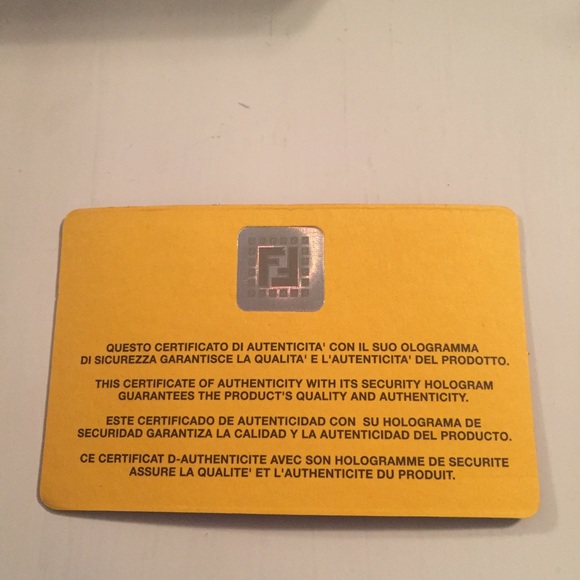 QUESTO CERTIFICATO DI AUTENTICITA' CON IL SUO OLOGRAMMA
DI SICUREZZA GARANTISCE LA QUALITA' E L'AUTENTICITA' DEL PRODOTTO.
THIS CERTIFICATE OF AUTHENTICITY WITH ITS SECURITY HOLOGRAM
GUARANTEES THE PRODUCT'S QUALITY AND AUTHENTICITY.
ESTE CERTIFICADO DE AUTENTICIDAD CON SU HOLOGRAMA DE
SECURIDAD GARANTIZA LA CALIDAD Y LA AUTENTICIDAD DEL PRODUCTO.
CE CERTIFICAT D-AUTHENTICITE AVEC SON HOLOGRAMME DE SECURITE
ASSURE LA QUALITE' ET L'AUTHENTICITE DU PRODUIT.